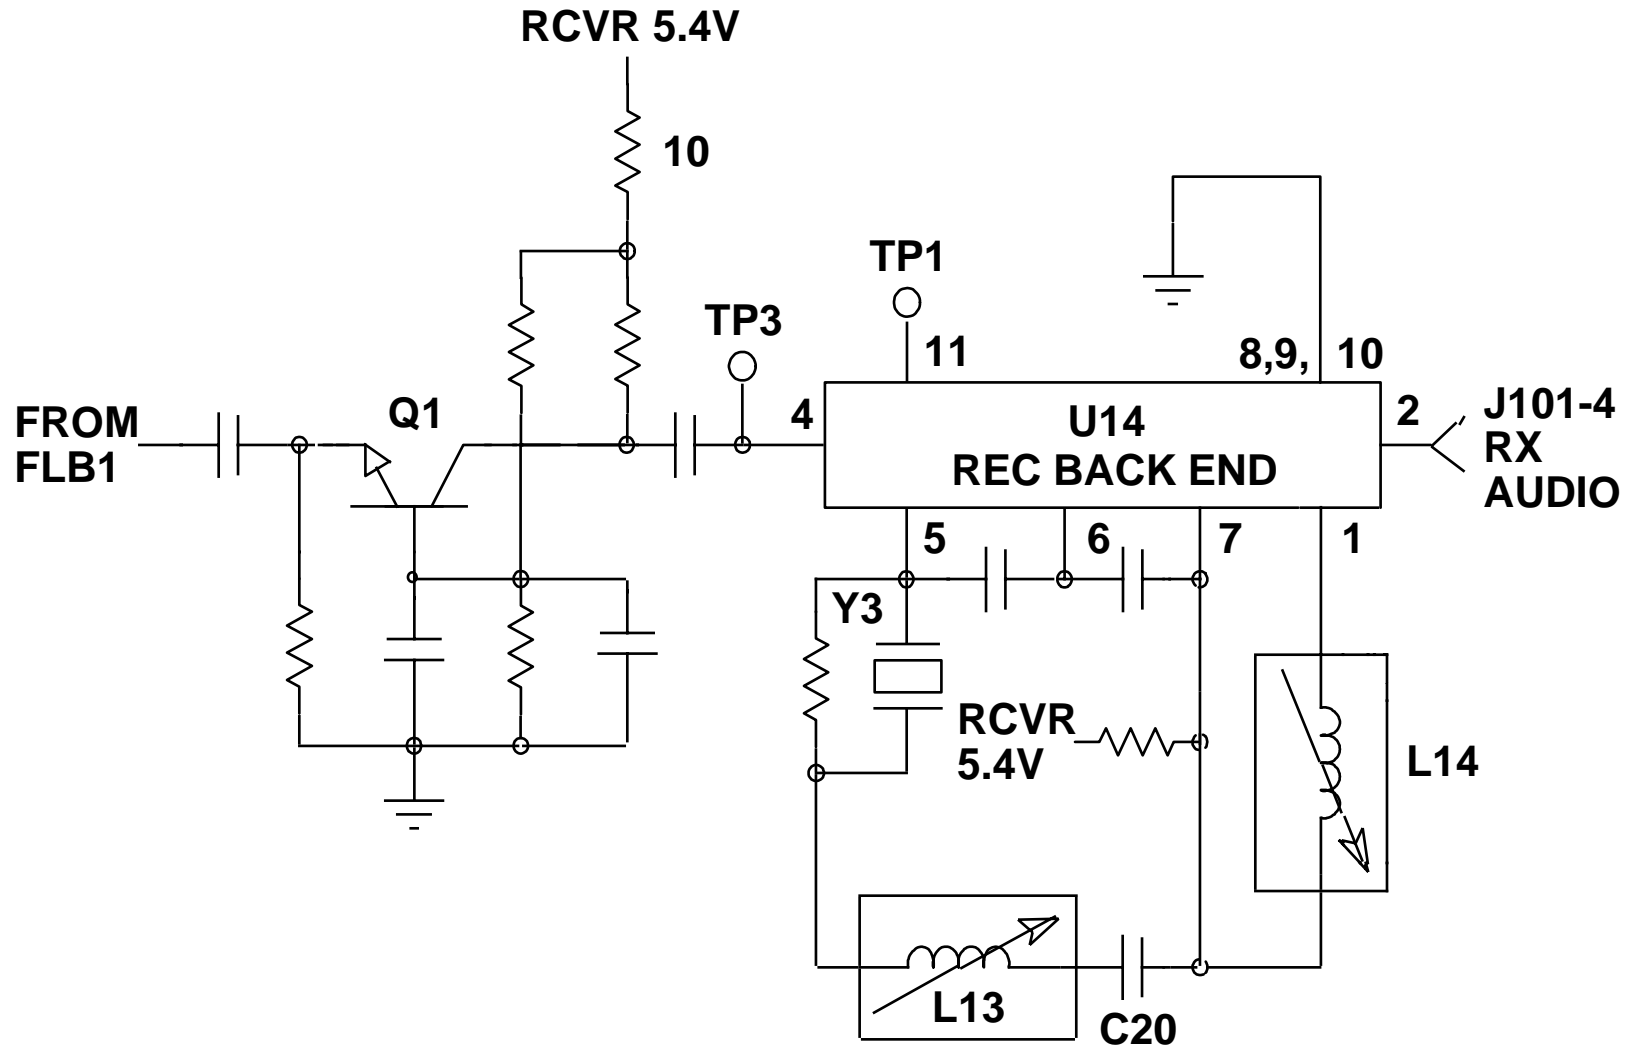 RCVR 5.4V
10
TP1
TP3
11
8,9, 10
FROM
FLB1
Q1
4
U14
REC BACK END
2
J101-4
RX
AUDIO
5
6
7
1
Y3
RCVR
5.4V
L14
L13
C20